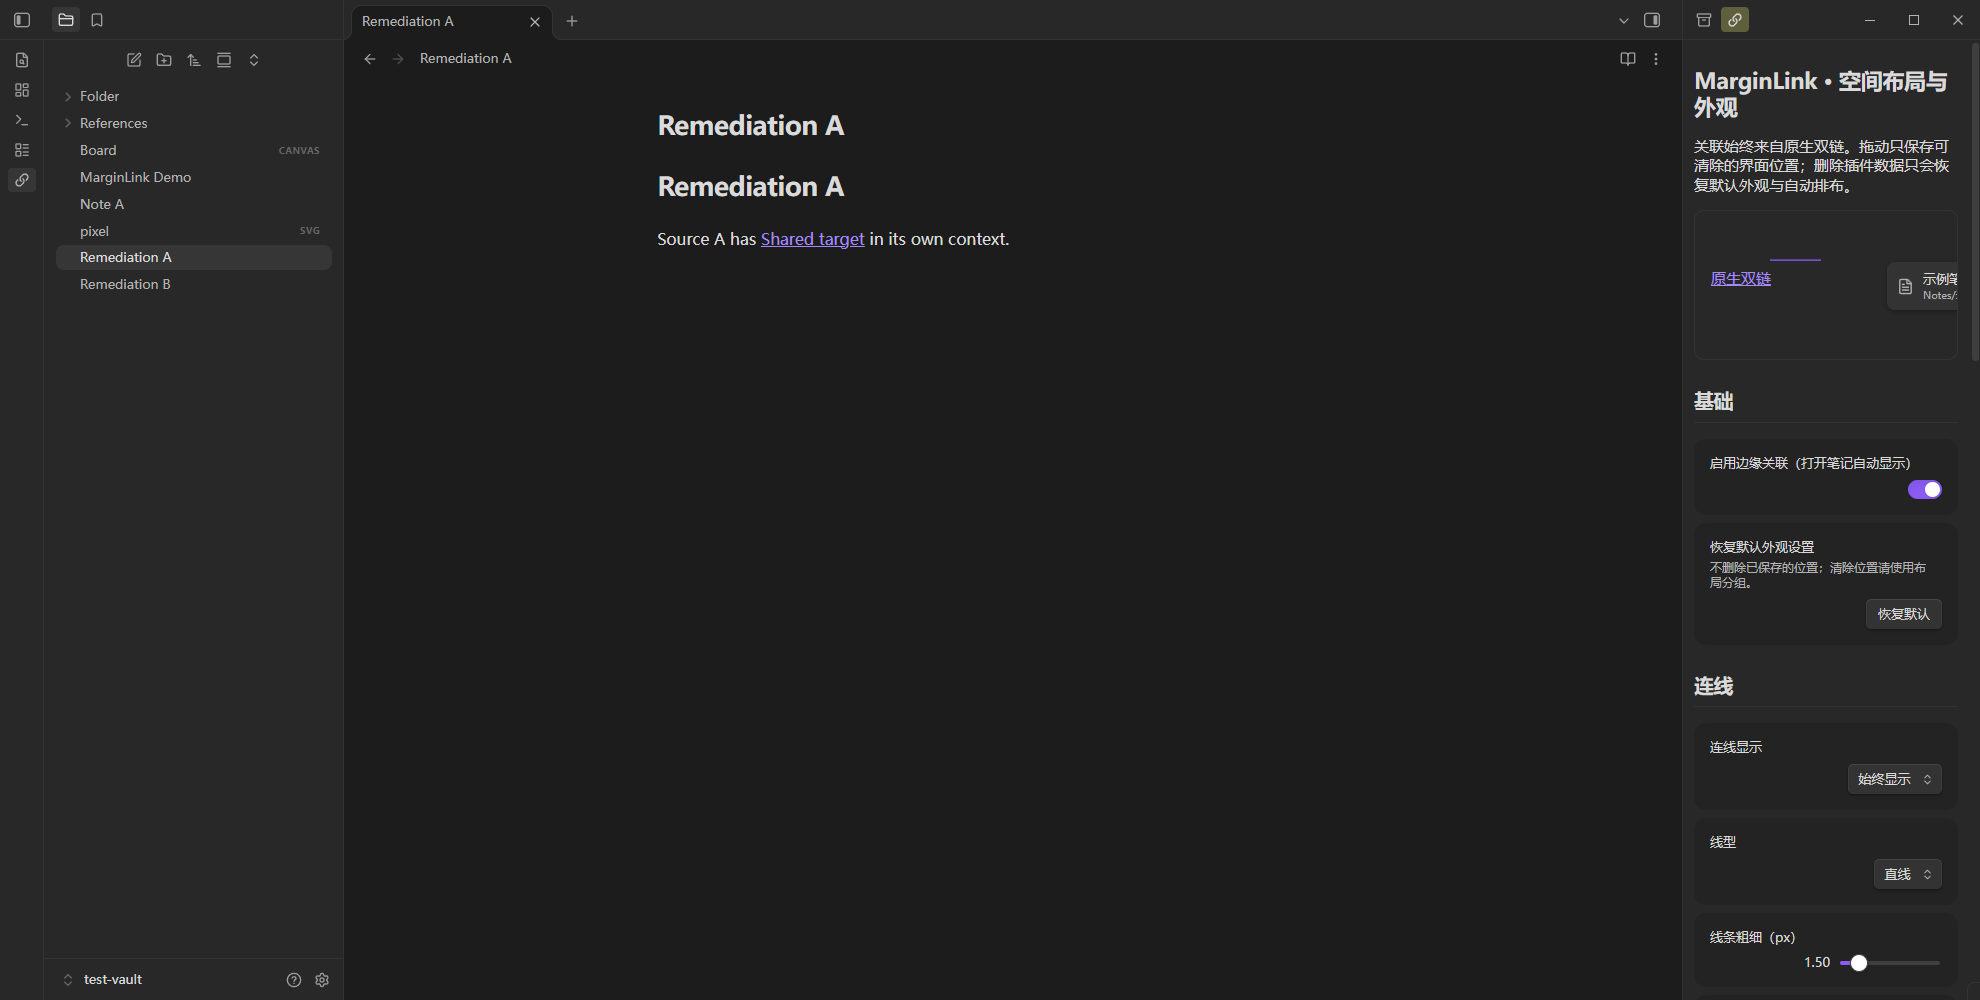 Remediation A
Remediation A
Folder
References
Board CANVAS
MarginLink Demo
Note A
pixel SVG
Remediation A
Remediation B
test-vault
Remediation A
Remediation A
Source A has Shared target in its own context.
MarginLink • 空间布局与
外观
关联始终来自原生双链。拖动只保存可
清除的界面位置；删除插件数据只会恢
复默认外观与自动排布。
原生双链
示例
Notes/
基础
启用边缘关联（打开笔记自动显示）
恢复默认外观设置
不删除已保存的位置；清除位置请使用布
局分组。
恢复默认
连线
连线显示
始终显示
线型
直线
线条粗细（px）
1.50